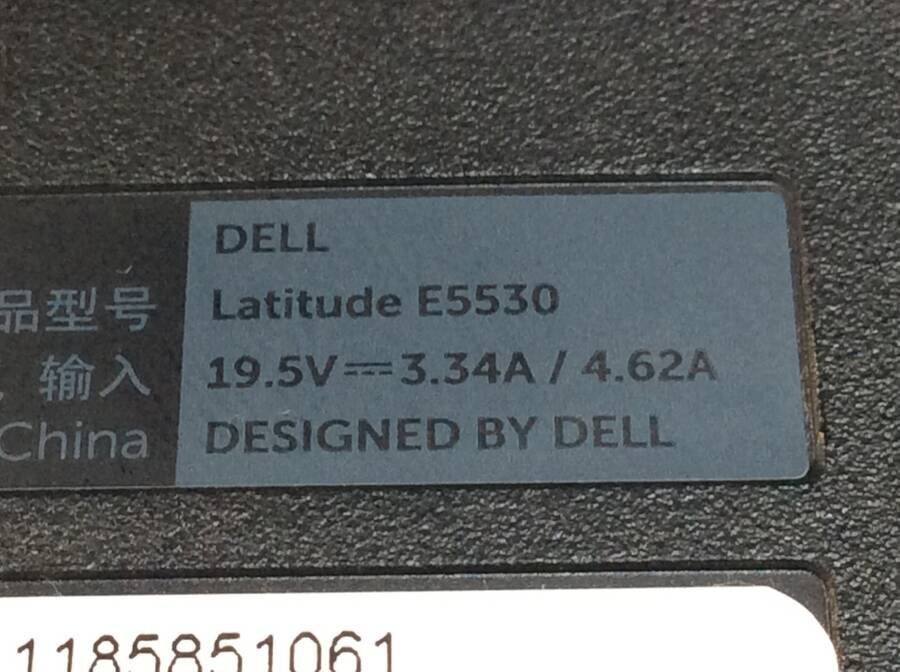 DELL
品型号 Latitude E5530
输入 19.5V⎓3.34A / 4.62A
China DESIGNED BY DELL
1185851061